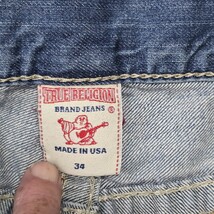 TRUE RELIGION
BRAND JEANS
MADE IN USA
34